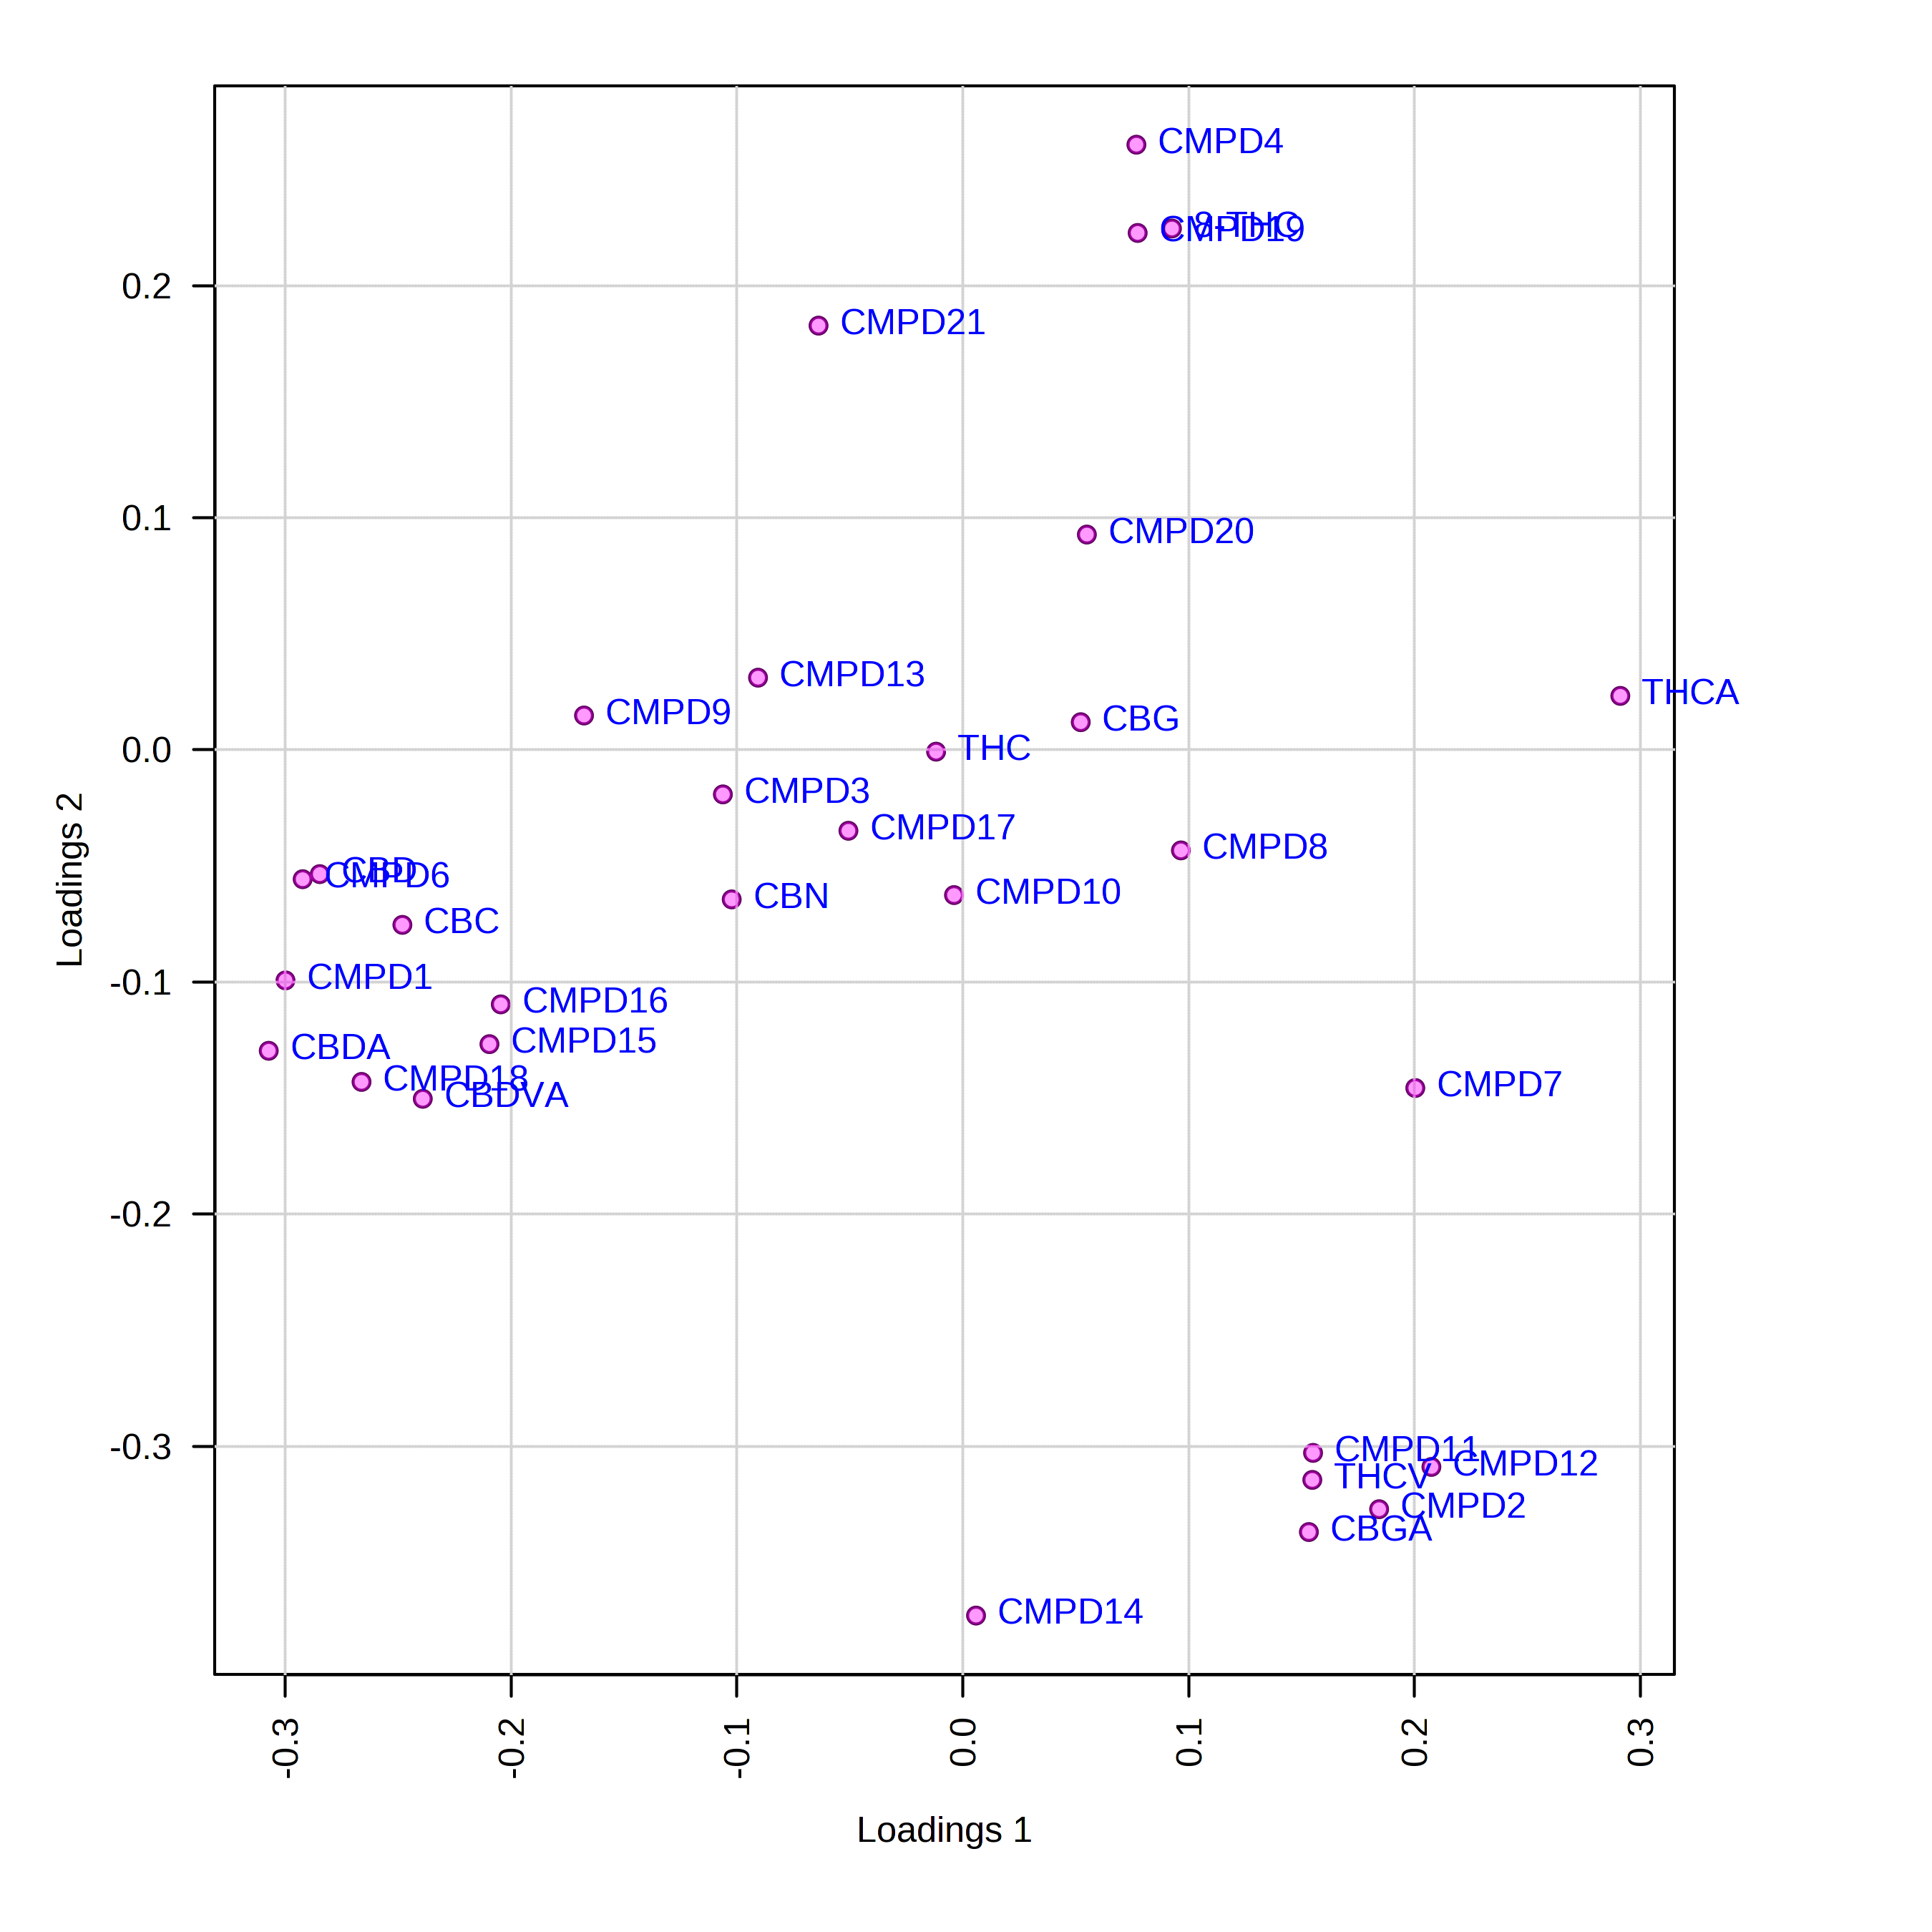 CMPD4
8-THC
CMPD19
0.2
CMPD21
0.1
CMPD20
CMPD13
THCA
CMPD9
CBG
0.0
THC
CMPD3
CMPD17
CMPD8
CBD
CMPD6
CBN
CMPD10
CBC
-0.1
CMPD1
CMPD16
CMPD15
CBDA
CMPD18
CBDVA
CMPD7
Loadings 2
-0.2
-0.3
CMPD11
CMPD12
THCV
CMPD2
CBGA
CMPD14
-0.3 -0.2 -0.1 0.0 0.1 0.2 0.3
Loadings 1